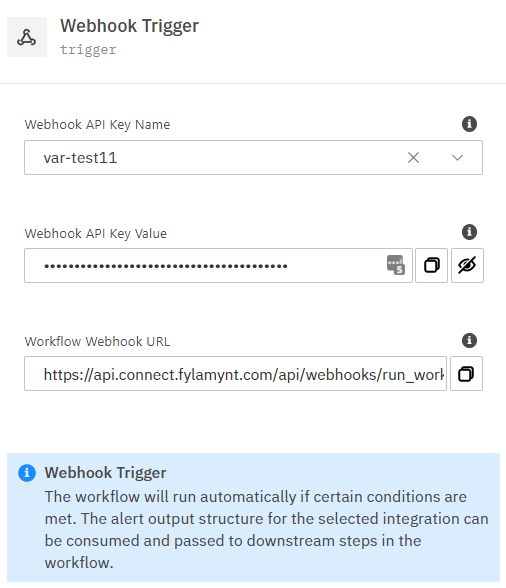 Webhook Trigger
trigger
Webhook API Key Name
var-test11
Webhook API Key Value
••••••••••••••••••••••••••••••••••••••••
5
Workflow Webhook URL
https://api.connect.fylamynt.com/api/webhooks/run_work
Webhook Trigger
The workflow will run automatically if certain conditions are
met. The alert output structure for the selected integration can
be consumed and passed to downstream steps in the
workflow.